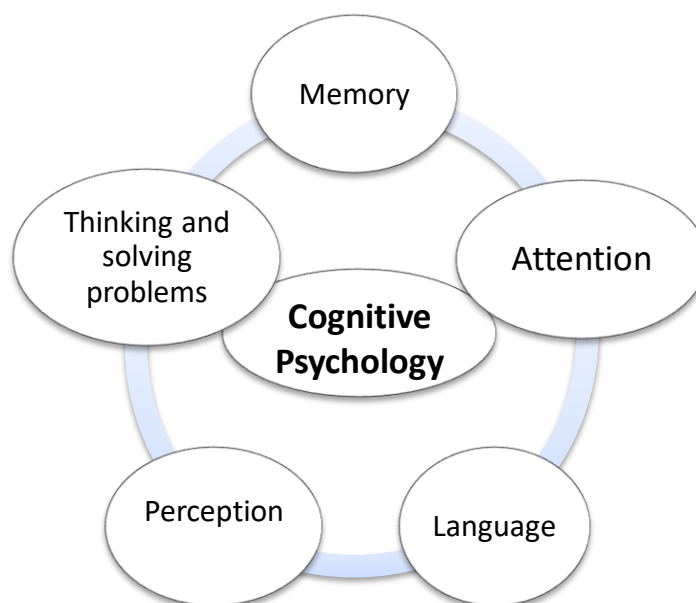 Memory
Thinking and
solving
problems
Attention
Cognitive
Psychology
Perception
Language